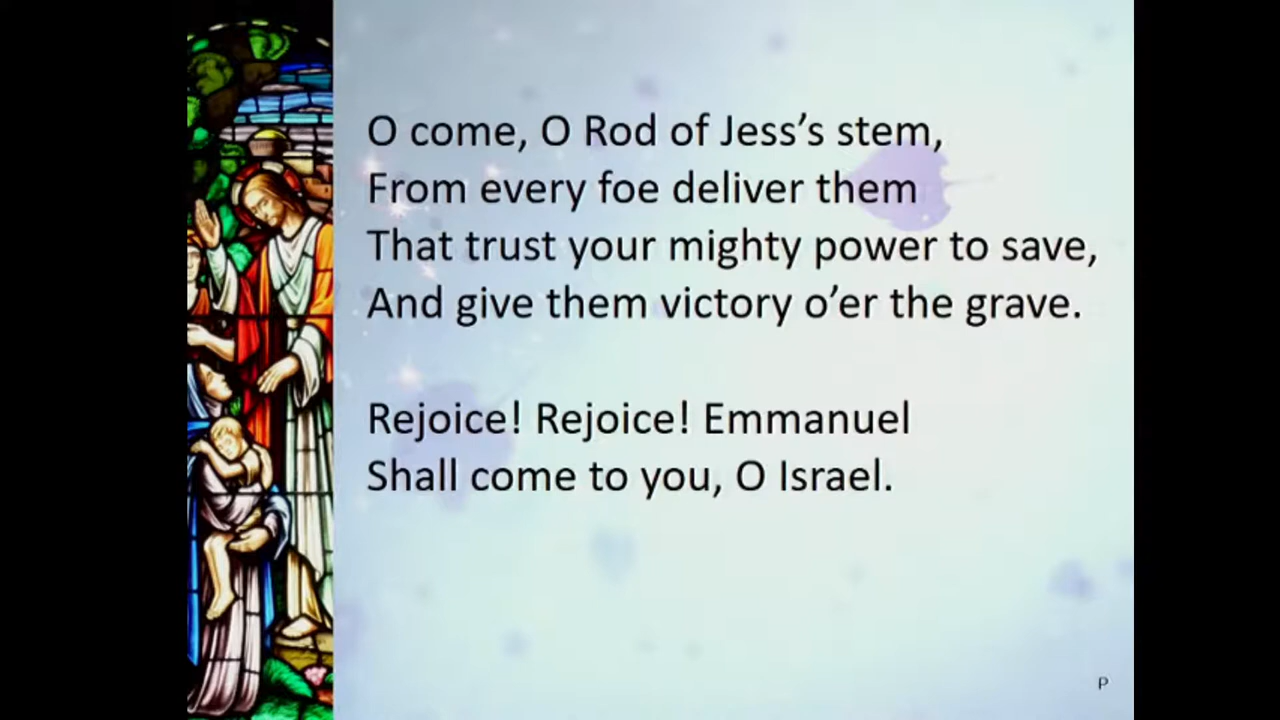 O come, O Rod of Jess’s stem,
From every foe deliver them
That trust your mighty power to save,
And give them victory o’er the grave.
Rejoice! Rejoice! Emmanuel
Shall come to you, O Israel.
P